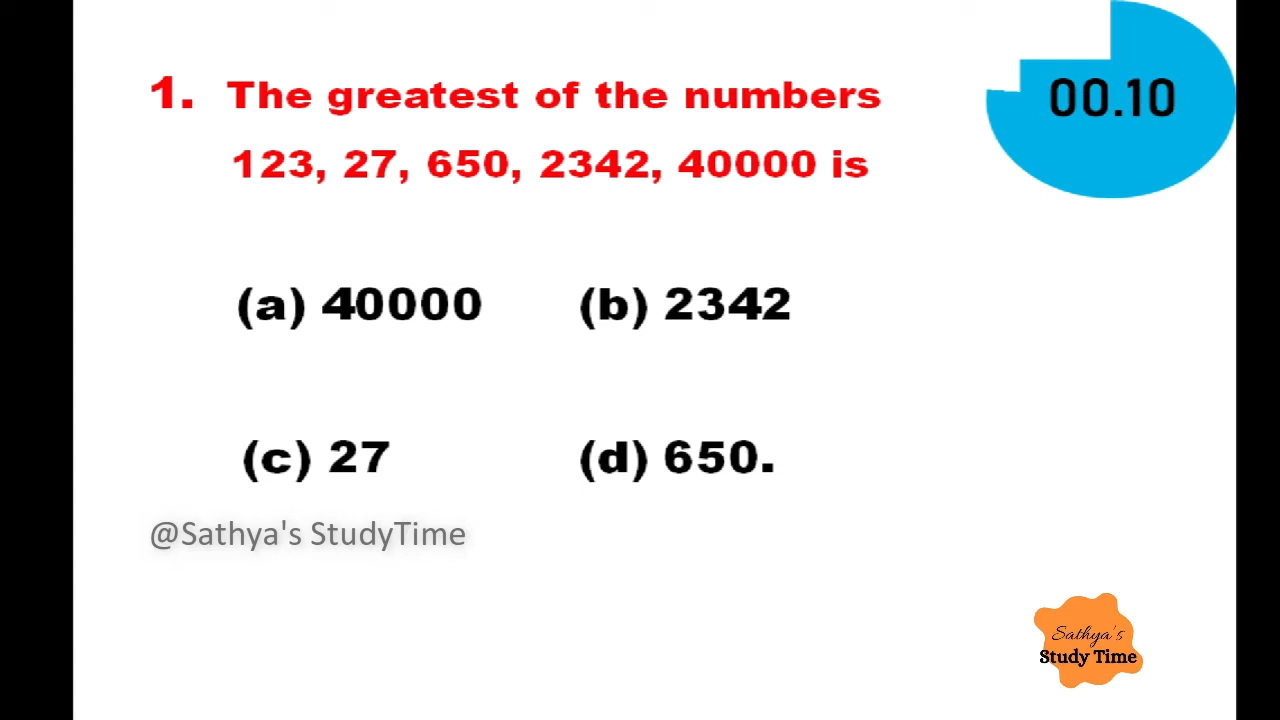 1. The greatest of the numbers
123, 27, 650, 2342, 40000 is
00.10
(a) 40000 (b) 2342
(c) 27 (d) 650.
@Sathya's StudyTime
Sathya's
Study Time